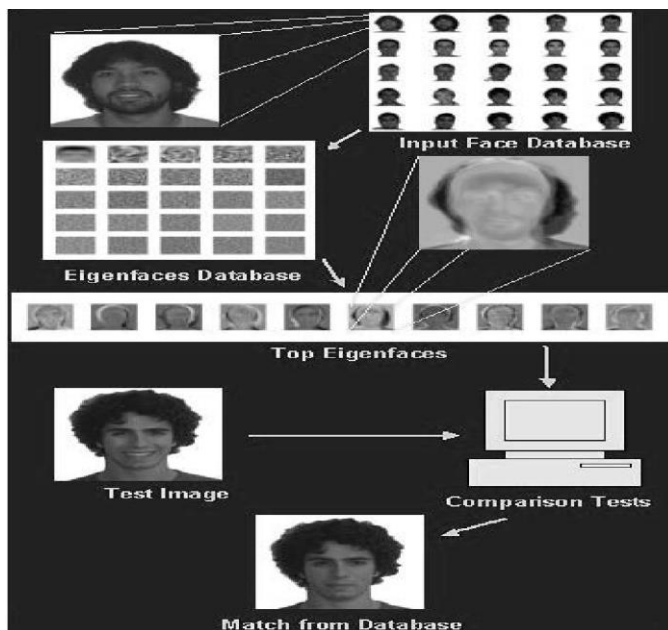 Input Face Database
Eigenfaces Database
Top Eigenfaces
Test Image
Comparison Tests
Match from Database